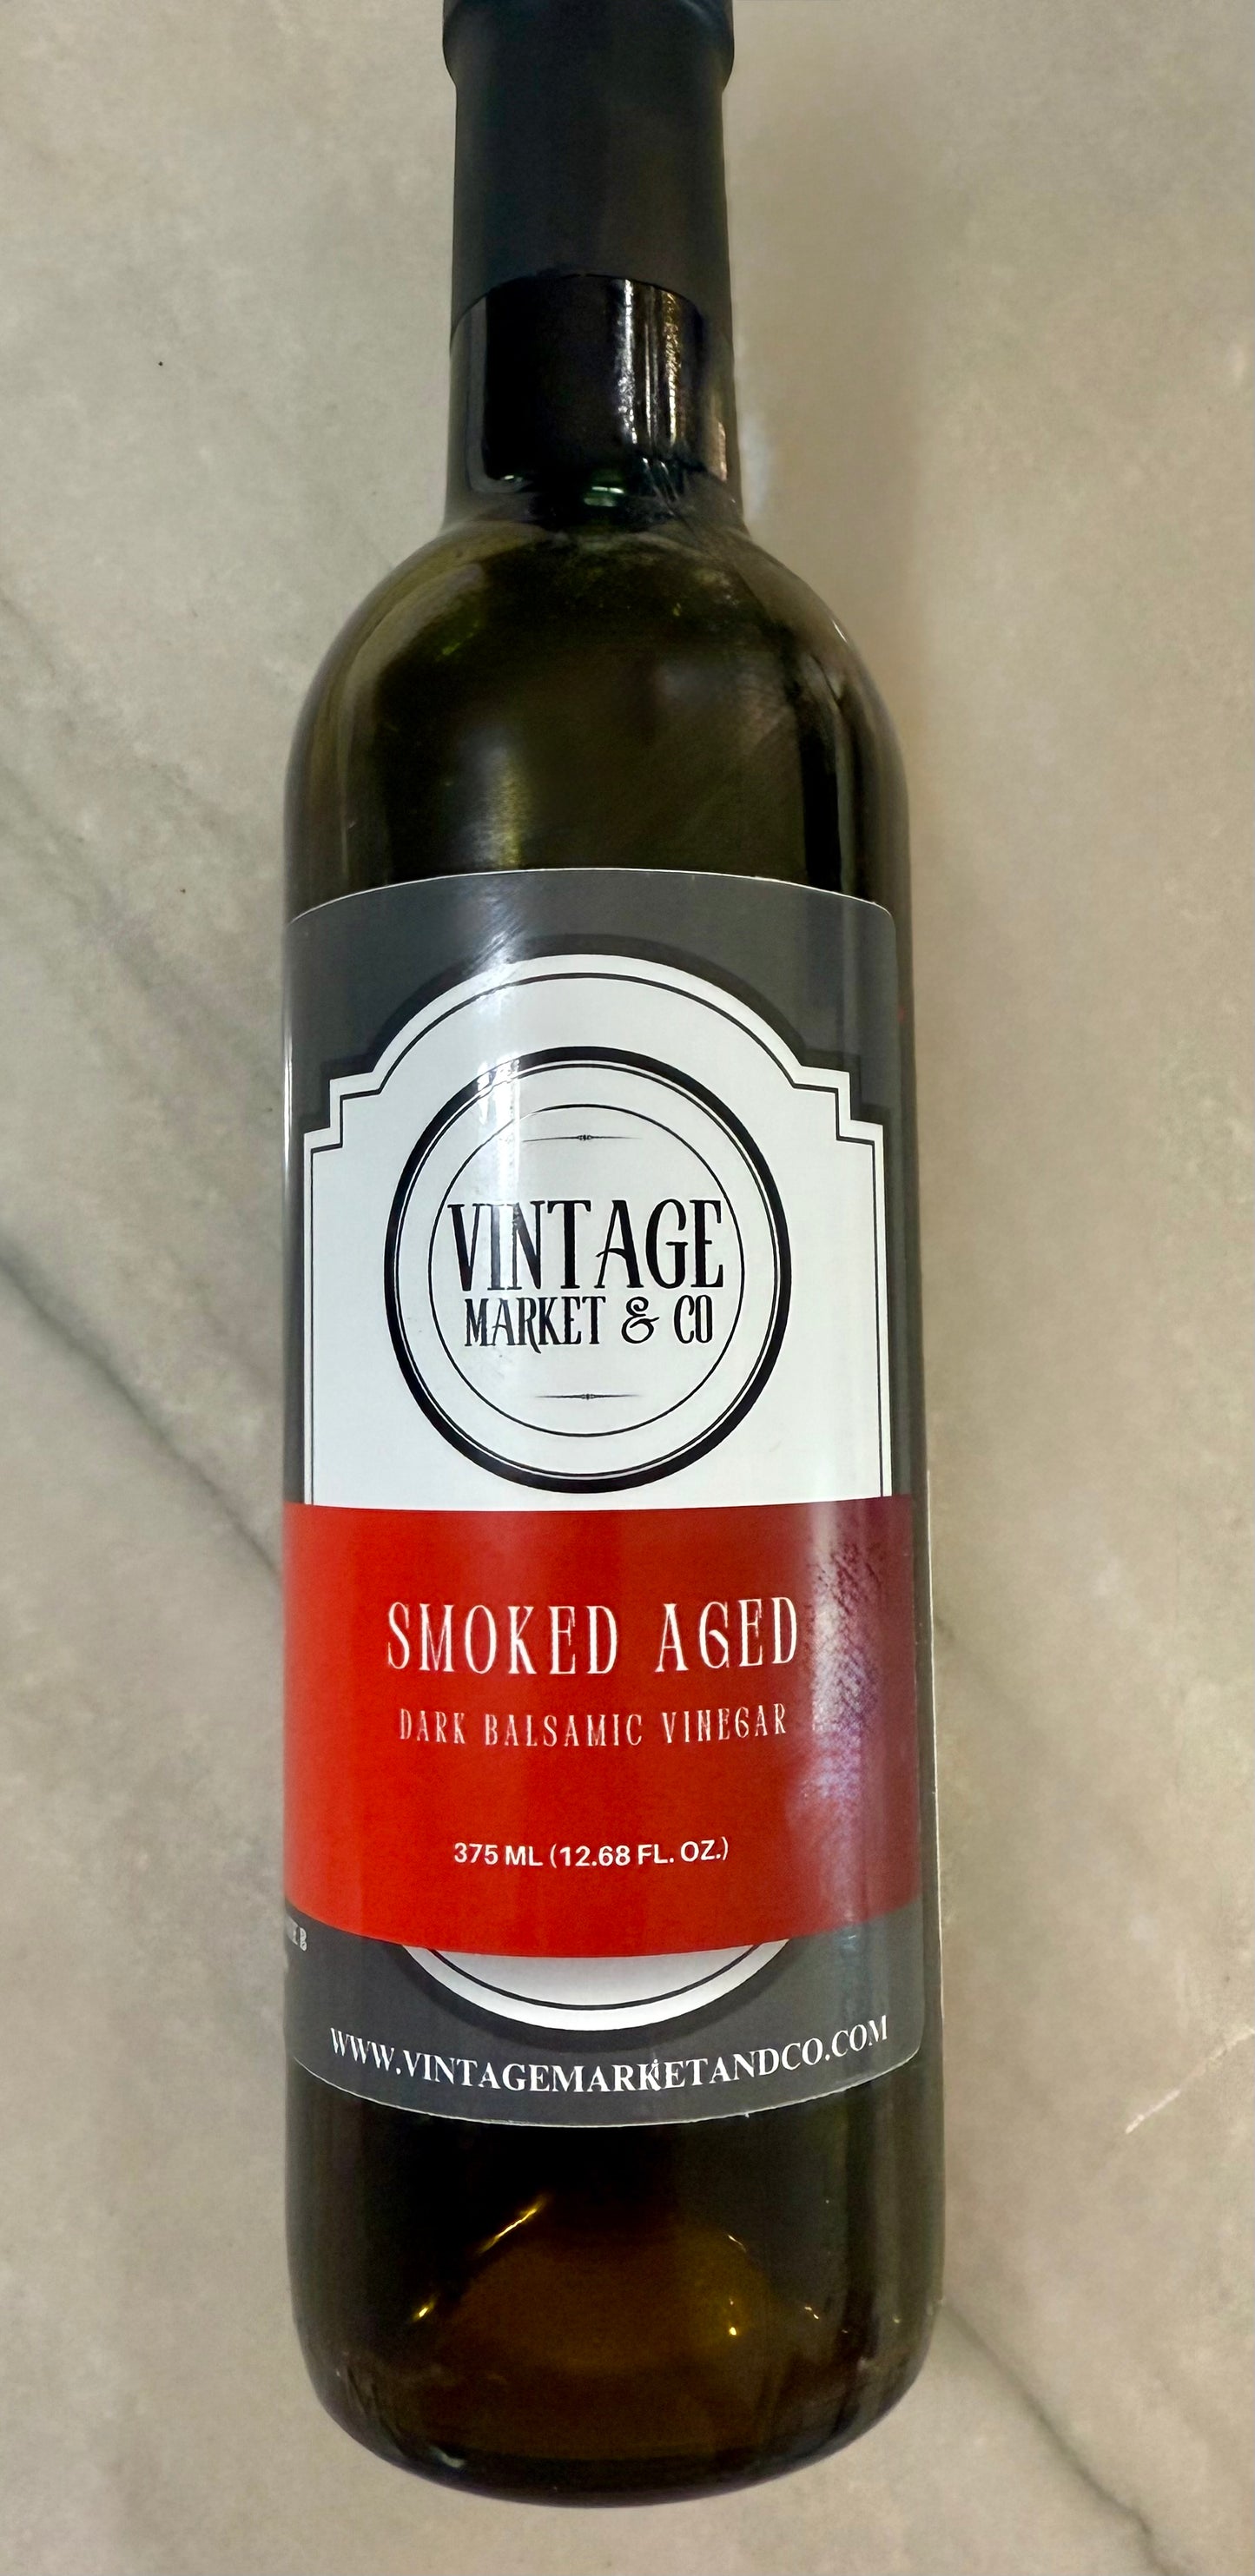 VINTAGE
MARKET & CO
SMOKED AGED
DARK BALSAMIC VINEGAR
375 ML (12.68 FL. OZ.)
WWW.VINTAGEMARKETANDCO.COM